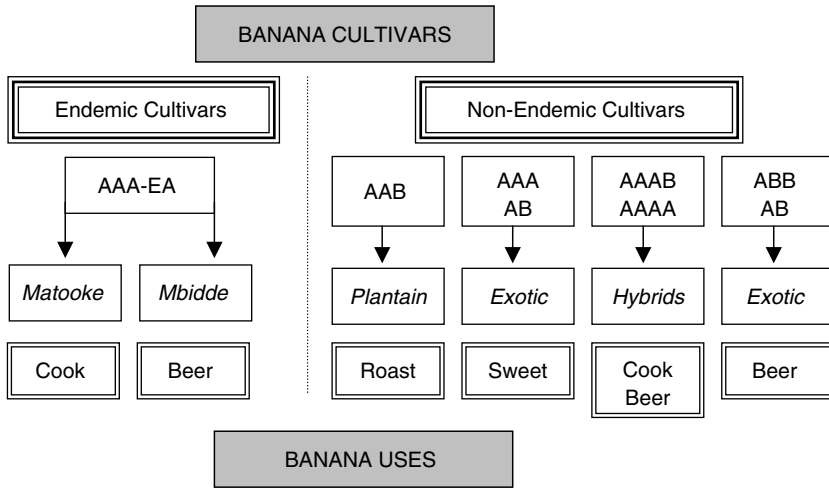 BANANA CULTIVARS
Endemic Cultivars
Non-Endemic Cultivars
AAA-EA
AAB
AAA
AB
AAAB
AAAA
ABB
AB
Matooke
Mbidde
Plantain
Exotic
Hybrids
Exotic
Cook
Beer
Roast
Sweet
Cook
Beer
Beer
BANANA USES